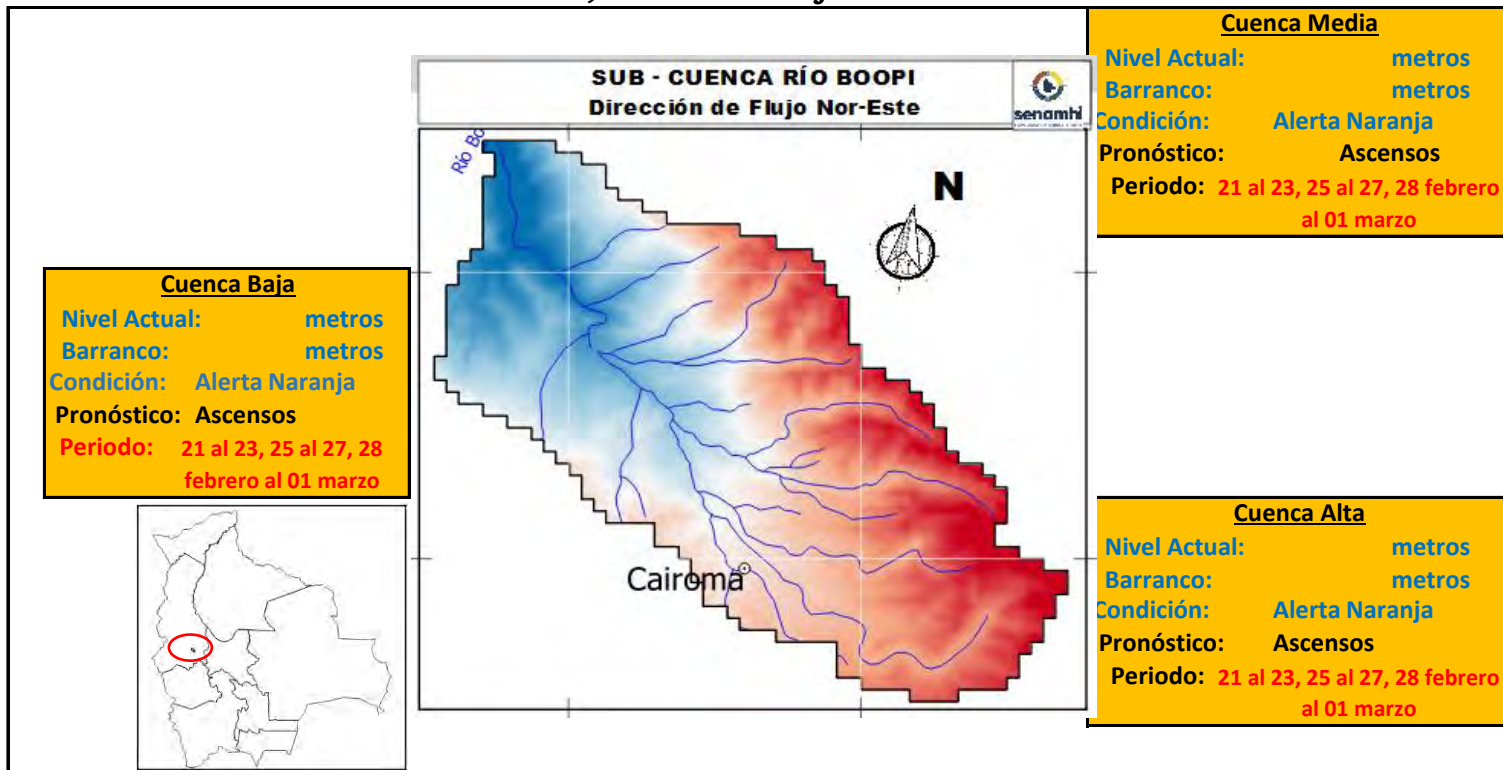 SUB - CUENCA RÍO BOOPI
Dirección de Flujo Nor-Este
senamhi
Río Bo
N
Cairoma
Cuenca Media
Nivel Actual: metros
Barranco: metros
Condición: Alerta Naranja
Pronóstico: Ascensos
Periodo: 21 al 23, 25 al 27, 28 febrero
al 01 marzo
Cuenca Baja
Nivel Actual: metros
Barranco: metros
Condición: Alerta Naranja
Pronóstico: Ascensos
Periodo: 21 al 23, 25 al 27, 28
febrero al 01 marzo
Cuenca Alta
Nivel Actual: metros
Barranco: metros
Condición: Alerta Naranja
Pronóstico: Ascensos
Periodo: 21 al 23, 25 al 27, 28 febrero
al 01 marzo